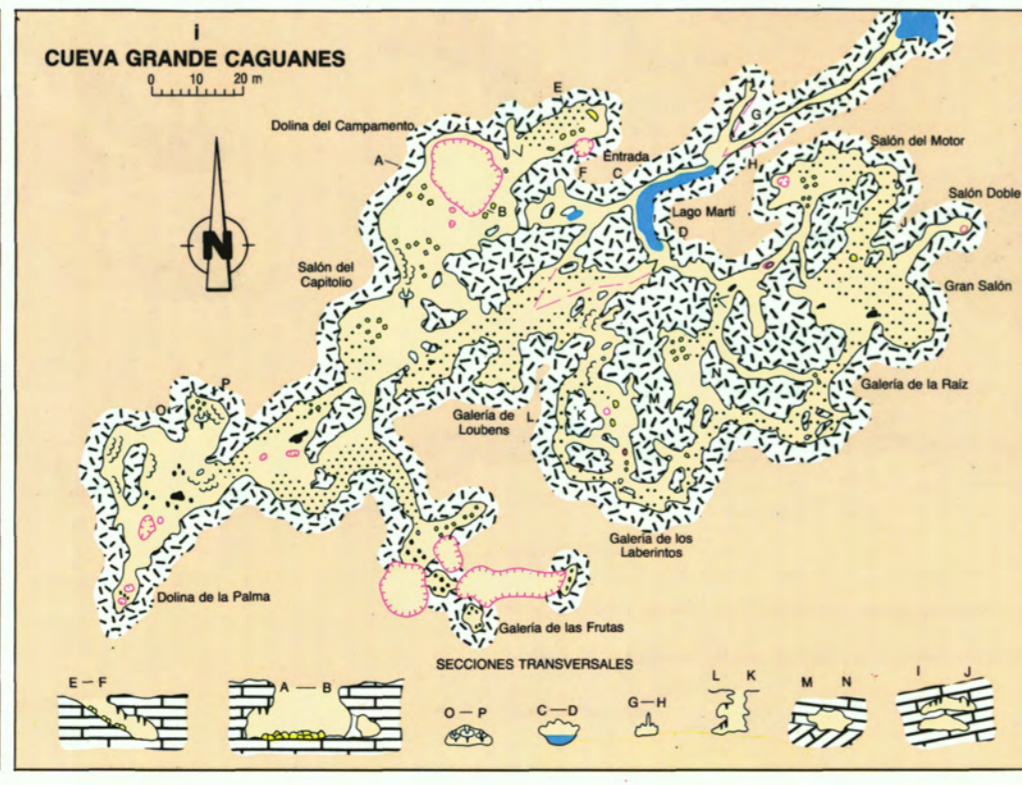 i
CUEVA GRANDE CAGUANES
0 10 20 m
N
Dolina del Campamento
A
E
B
Entrada
F
C
G
H
Salón del Motor
Salón Doble
Lago Martí
D
I
J
Salón del
Capitolio
Gran Salón
Galería de la Raíz
Galería de
Loubens
L
K
M
N
O
P
Galería de los
Laberintos
Dolina de la Palma
Galería de las Frutas
SECCIONES TRANSVERSALES
E — F
A — B
O — P
C — D
G — H
L K
M N
I J